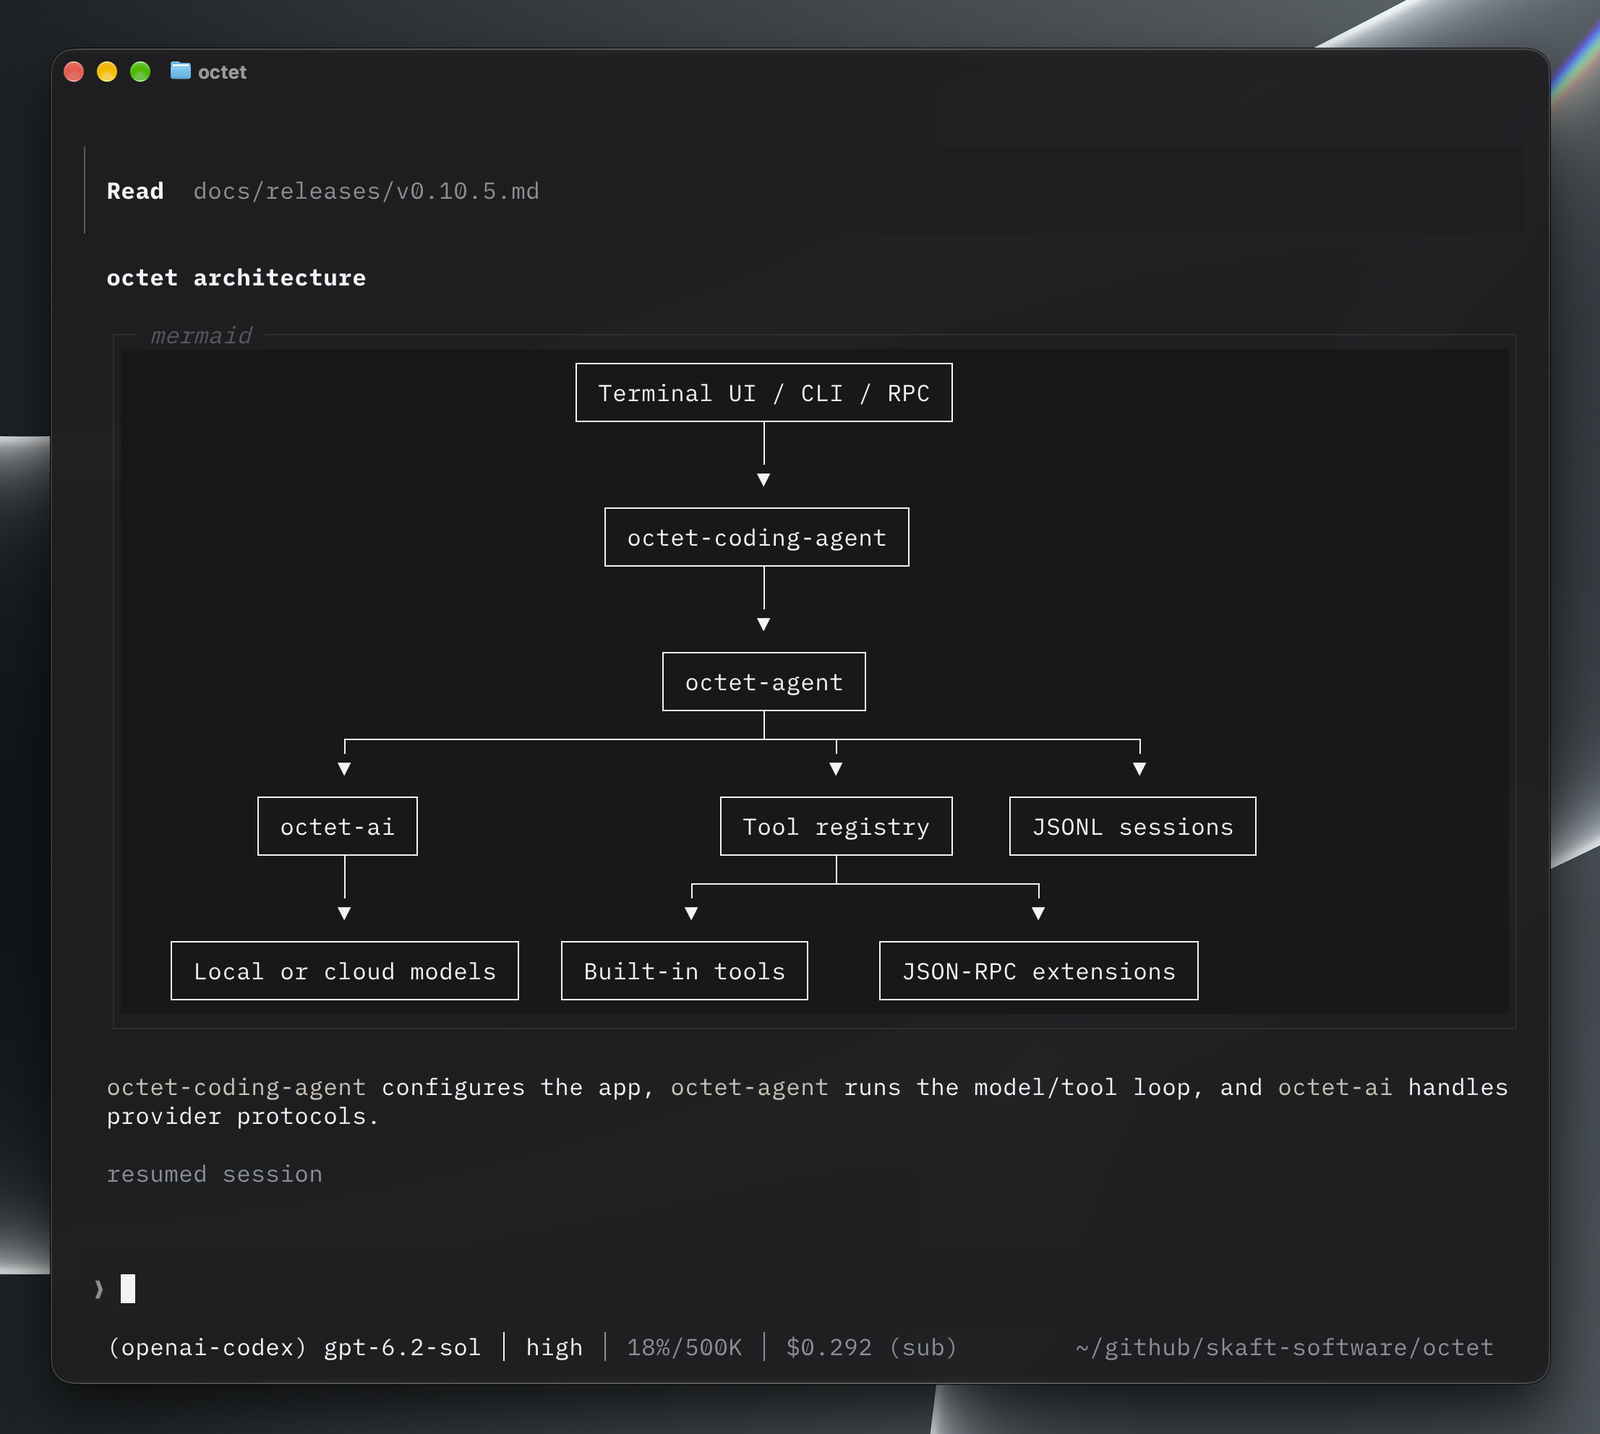 octet
Read docs/releases/v0.10.5.md
octet architecture
mermaid
Terminal UI / CLI / RPC
octet-coding-agent
octet-agent
octet-ai
Tool registry
JSONL sessions
Local or cloud models
Built-in tools
JSON-RPC extensions
octet-coding-agent configures the app, octet-agent runs the model/tool loop, and octet-ai handles
provider protocols.
resumed session
❯
(openai-codex) gpt-6.2-sol │ high │ 18%/500K │ $0.292 (sub) ~/github/skaft-software/octet